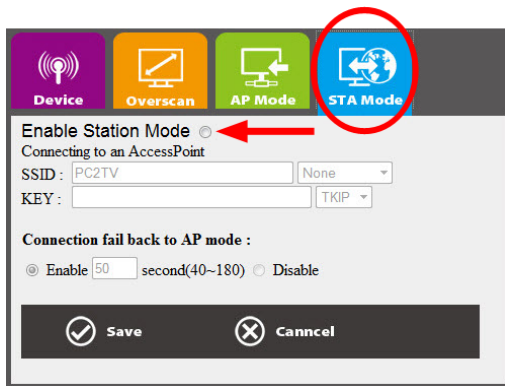 Device Overscan AP Mode STA Mode
Enable Station Mode
Connecting to an AccessPoint
SSID : PC2TV None
KEY : TKIP
Connection fail back to AP mode :
Enable 50 second(40~180) Disable
Save Canncel